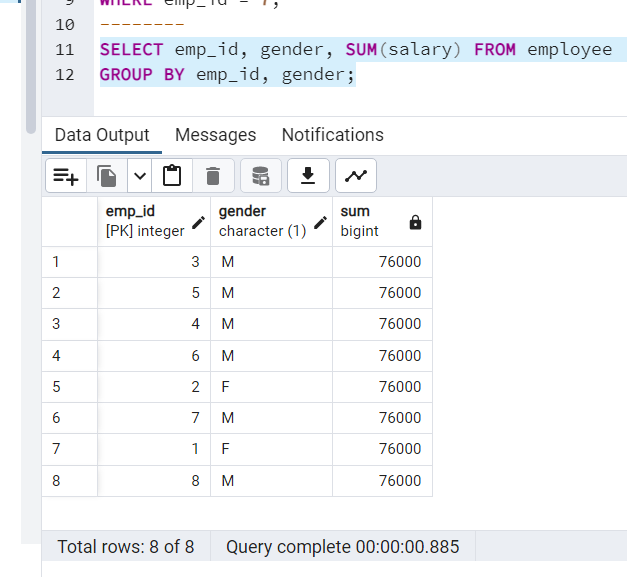 9 WHERE emp_id = 7;
10 --------
11 SELECT emp_id, gender, SUM(salary) FROM employee
12 GROUP BY emp_id, gender;
Data Output Messages Notifications
emp_id gender sum
[PK] integer character (1) bigint
1 3 M 76000
2 5 M 76000
3 4 M 76000
4 6 M 76000
5 2 F 76000
6 7 M 76000
7 1 F 76000
8 8 M 76000
Total rows: 8 of 8 Query complete 00:00:00.885